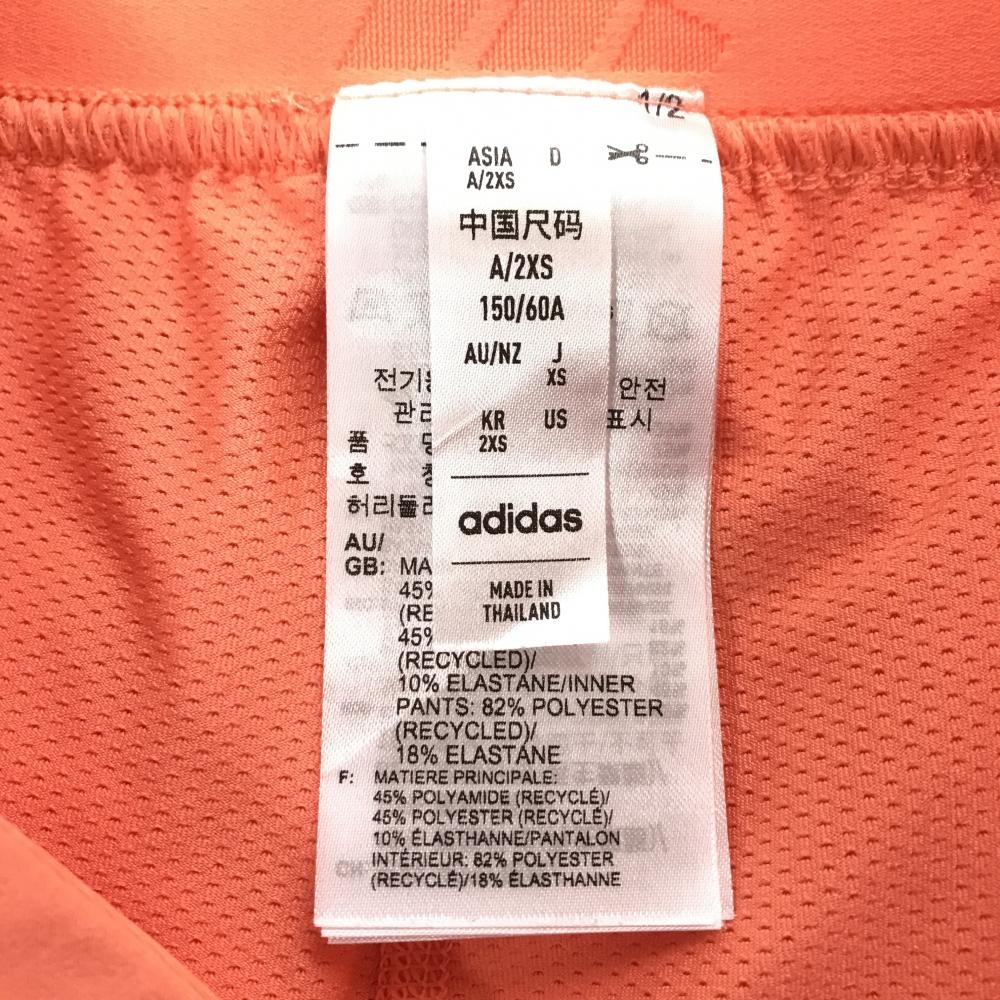 1/2
ASIA D
A/2XS
中国尺码
A/2XS
150/60A
AU/NZ J
XS
KR US
2XS
adidas
MADE IN
THAILAND
전기 안전
관리 표시
품
호
허리둘레
AU/
GB: MA
45%
(RE
45%
(RECYCLED)/
10% ELASTANE/INNER
PANTS: 82% POLYESTER
(RECYCLED)/
18% ELASTANE
F: MATIERE PRINCIPALE:
45% POLYAMIDE (RECYCLÉ)/
45% POLYESTER (RECYCLÉ)/
10% ÉLASTHANNE/PANTALON
INTÉRIEUR: 82% POLYESTER
(RECYCLÉ)/18% ÉLASTHANNE